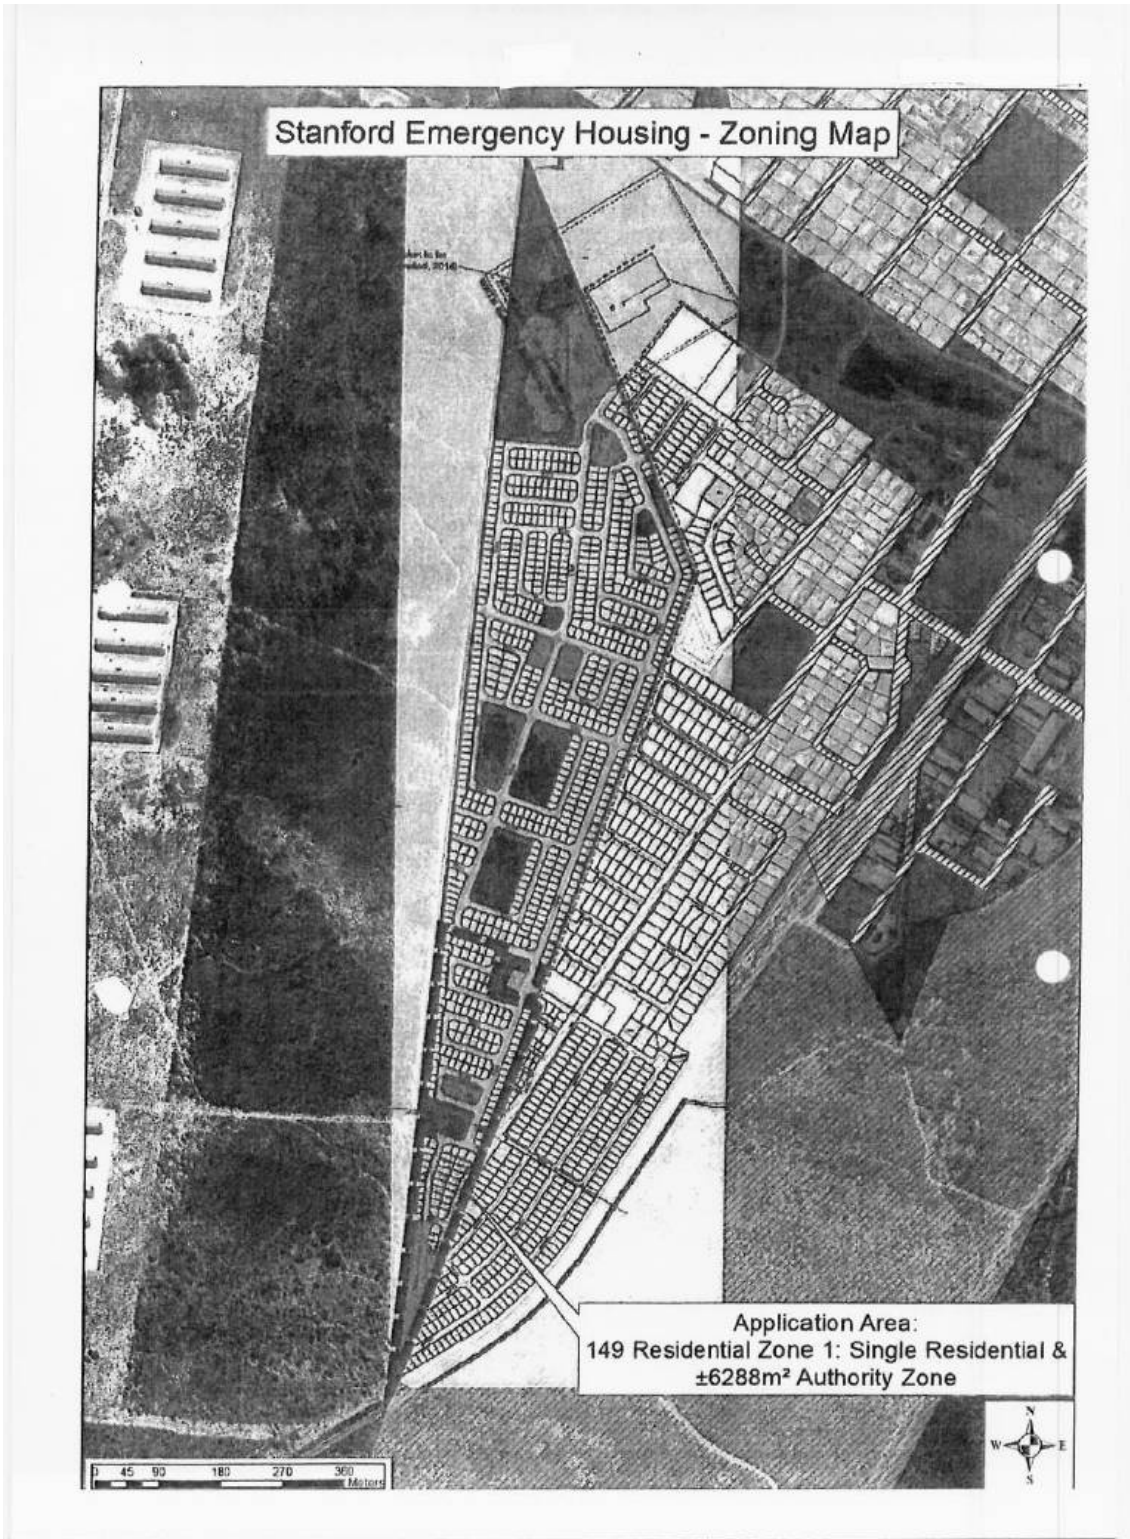 Stanford Emergency Housing - Zoning Map
Application Area:
149 Residential Zone 1: Single Residential &
±6288m² Authority Zone
N
W E
S
0 45 90 180 270 360
Meters